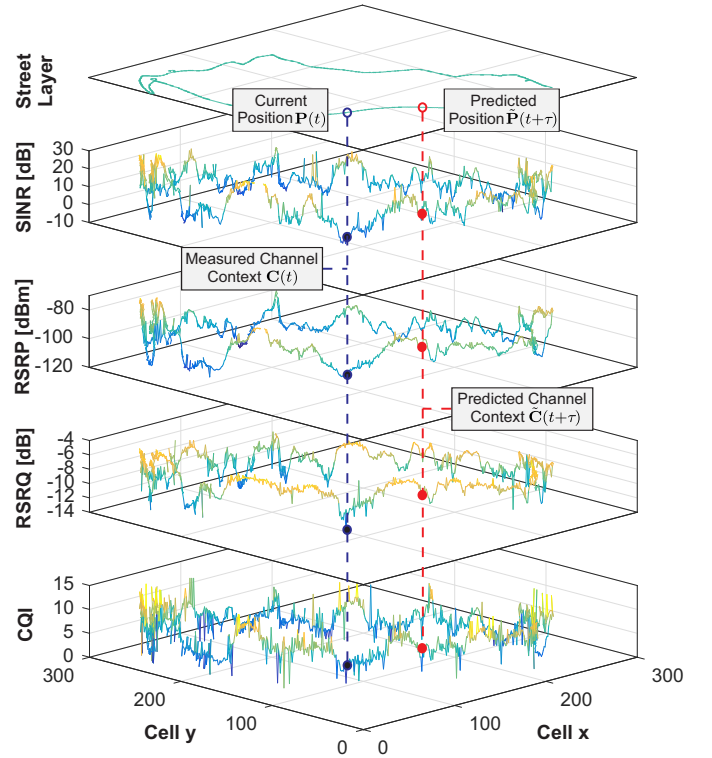 Street
Layer
Current
Position P(t)
Predicted
Position P̃(t+τ)
SINR [dB]
30
20
10
0
-10
Measured Channel
Context C(t)
RSRP [dBm]
-80
-100
-120
Predicted Channel
Context C̃(t+τ)
RSRQ [dB]
-4
-6
-8
-10
-12
-14
CQI
15
10
5
0
300
200
100
0
Cell y
0
100
200
300
Cell x